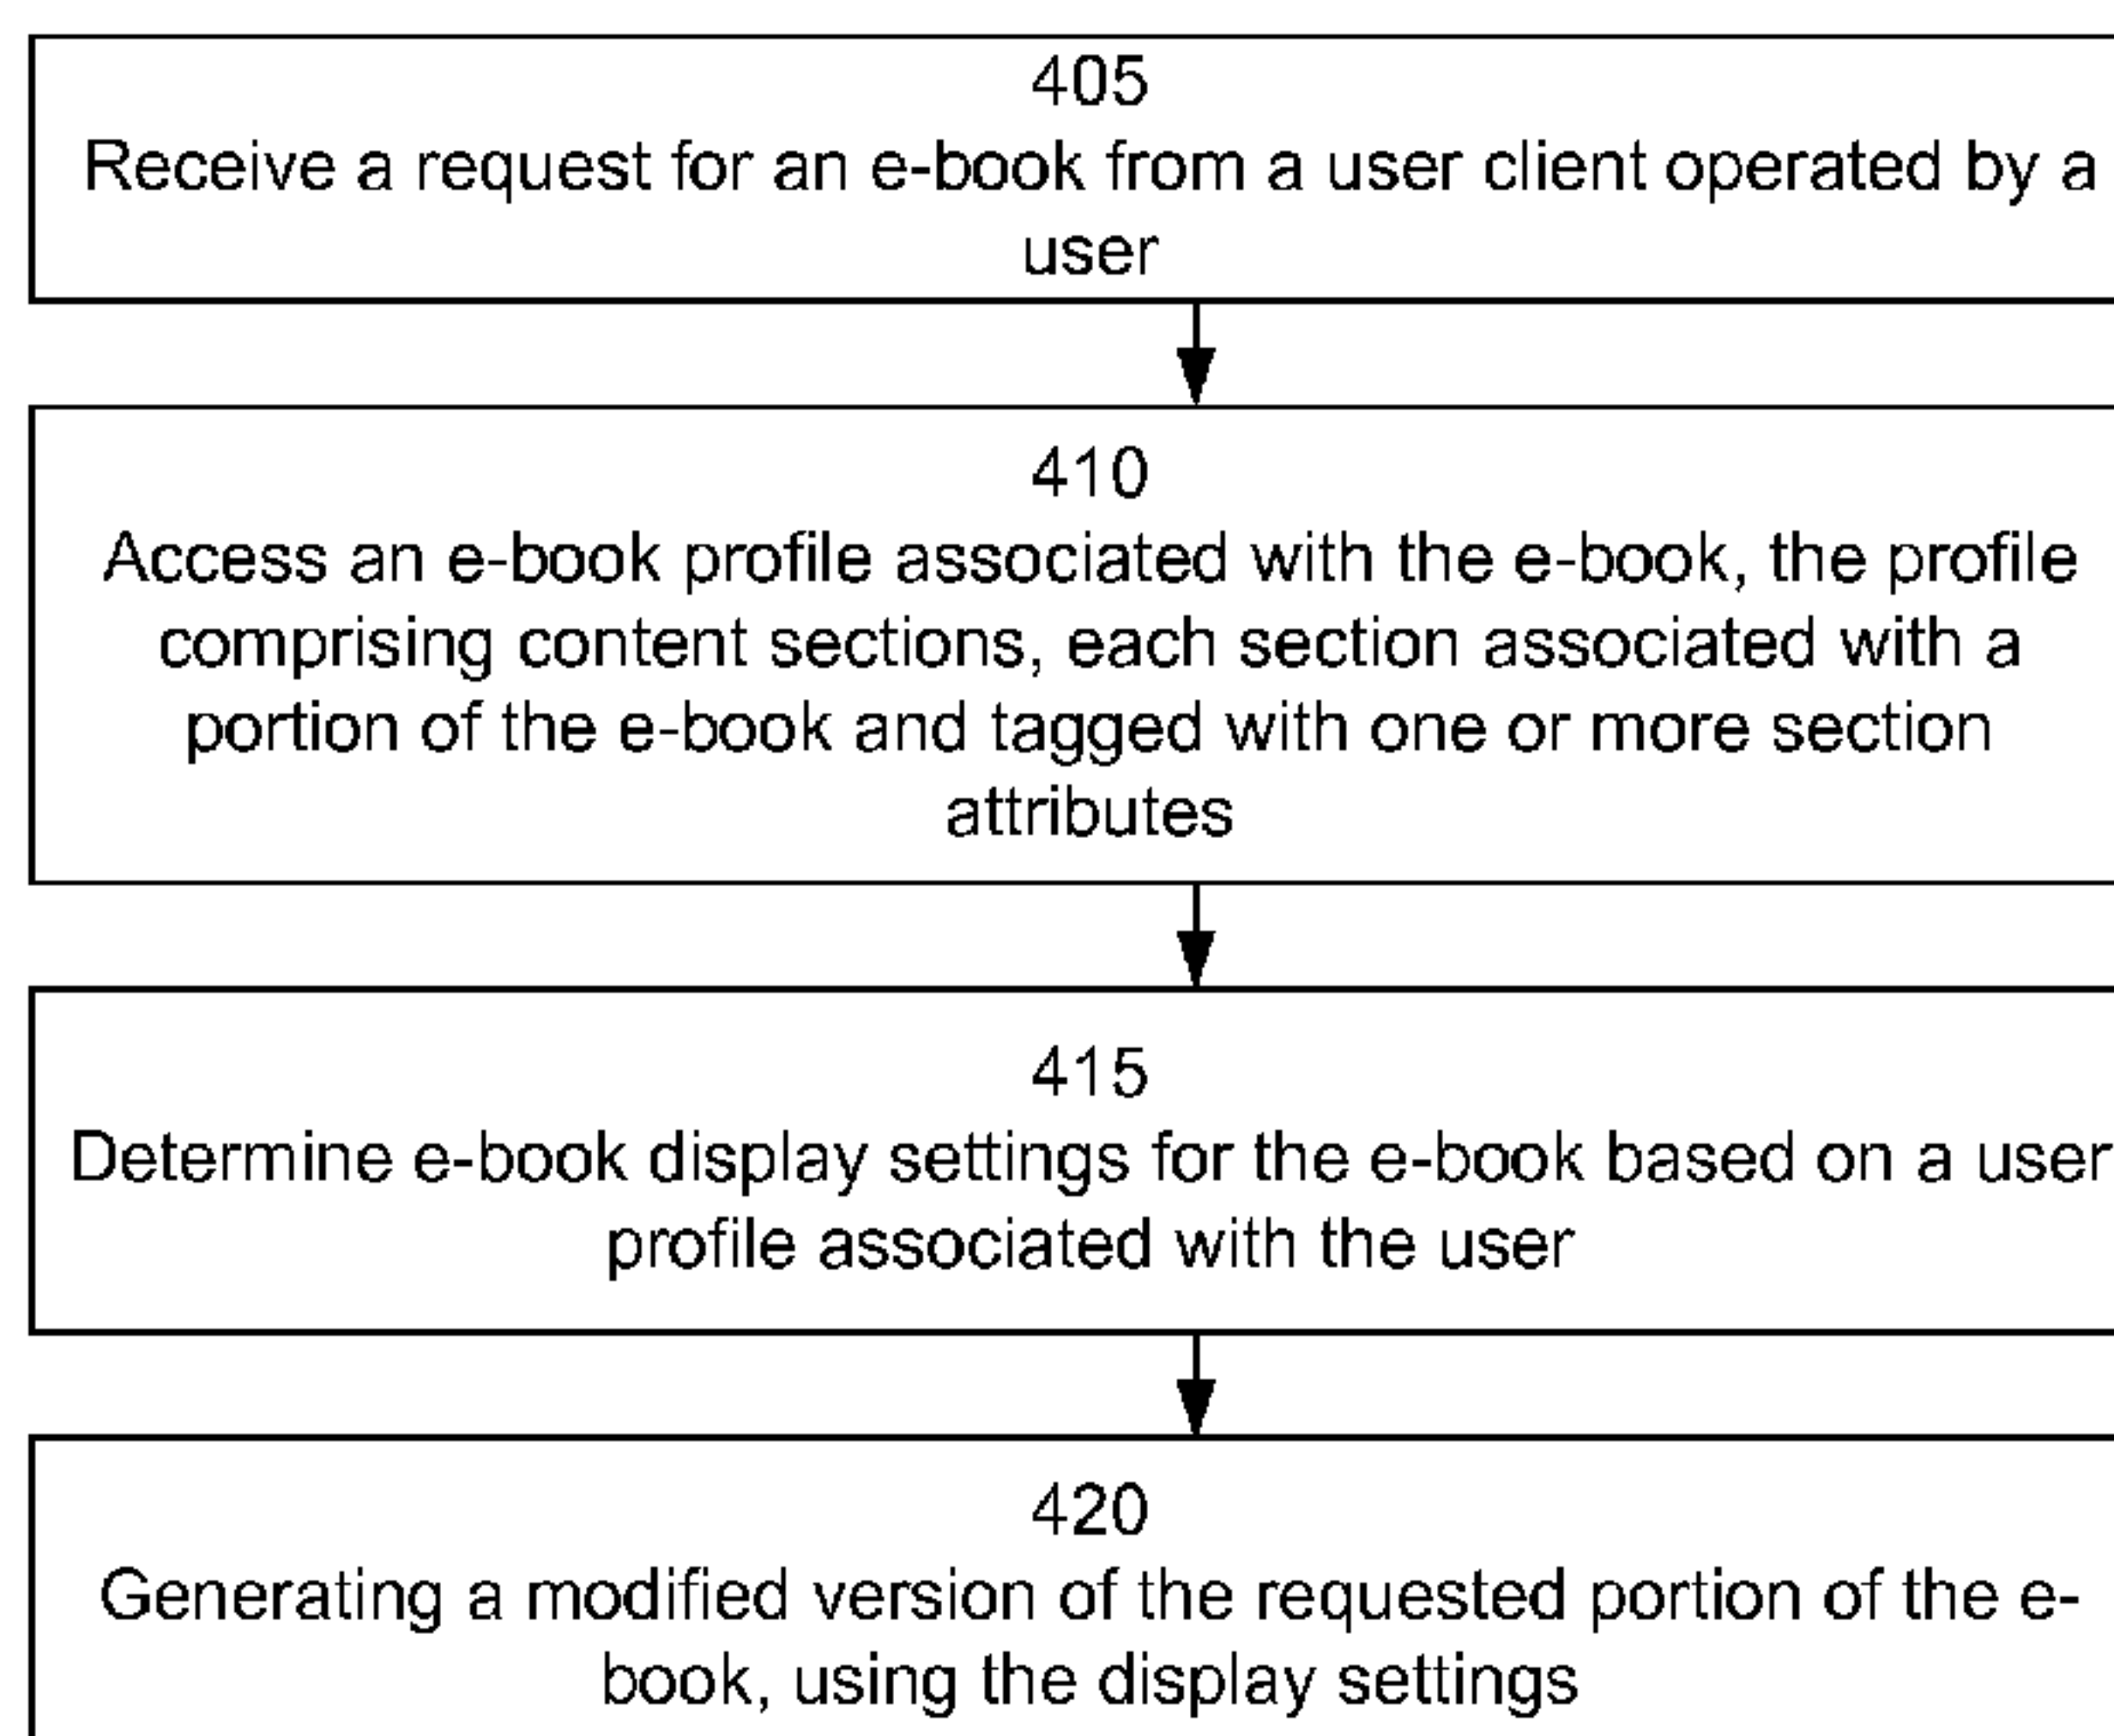 405
Receive a request for an e-book from a user client operated by a
user
410
Access an e-book profile associated with the e-book, the profile
comprising content sections, each section associated with a
portion of the e-book and tagged with one or more section
attributes
415
Determine e-book display settings for the e-book based on a user
profile associated with the user
420
Generating a modified version of the requested portion of the e-
book, using the display settings